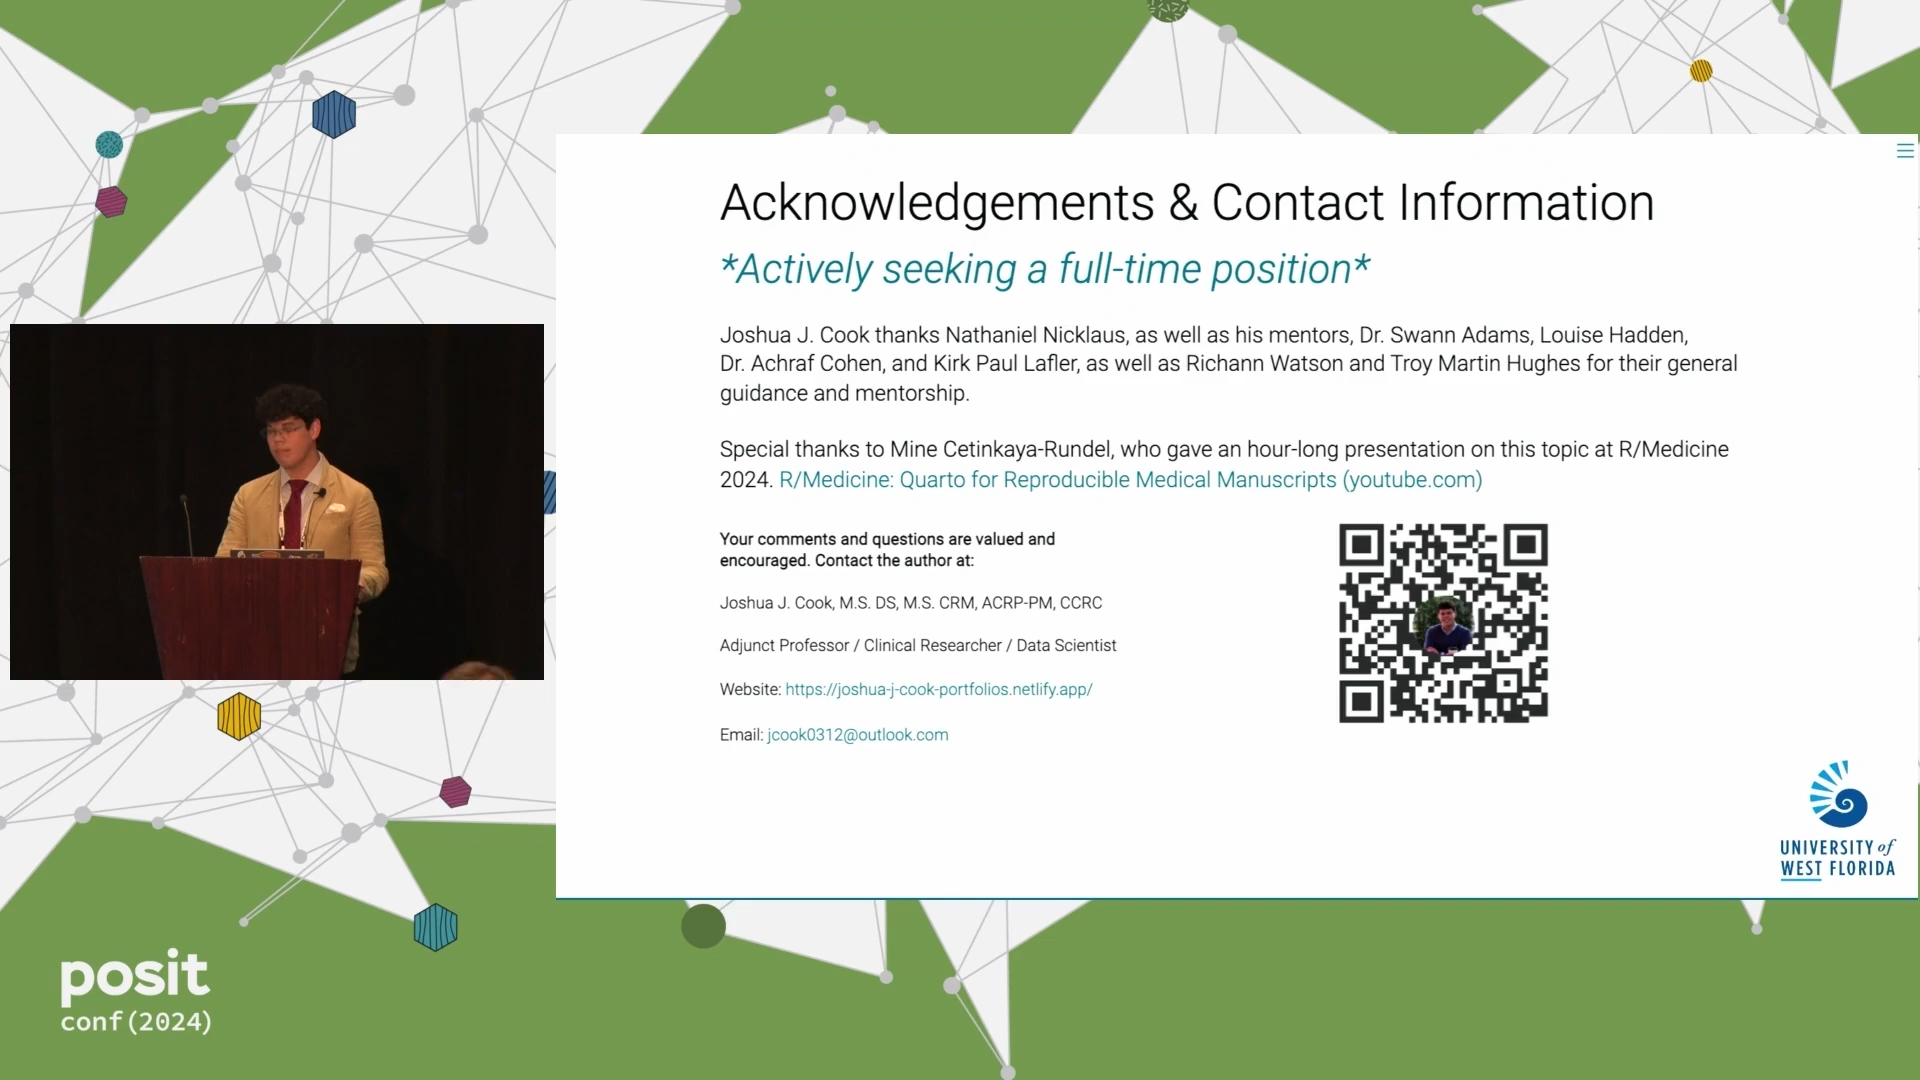 Acknowledgements & Contact Information
*Actively seeking a full-time position*
Joshua J. Cook thanks Nathaniel Nicklaus, as well as his mentors, Dr. Swann Adams, Louise Hadden,
Dr. Achraf Cohen, and Kirk Paul Lafler, as well as Richann Watson and Troy Martin Hughes for their general
guidance and mentorship.
Special thanks to Mine Cetinkaya-Rundel, who gave an hour-long presentation on this topic at R/Medicine
2024. R/Medicine: Quarto for Reproducible Medical Manuscripts (youtube.com)
Your comments and questions are valued and
encouraged. Contact the author at:
Joshua J. Cook, M.S. DS, M.S. CRM, ACRP-PM, CCRC
Adjunct Professor / Clinical Researcher / Data Scientist
Website: https://joshua-j-cook-portfolios.netlify.app/
Email: jcook0312@outlook.com
UNIVERSITY of
WEST FLORIDA
posit
conf(2024)